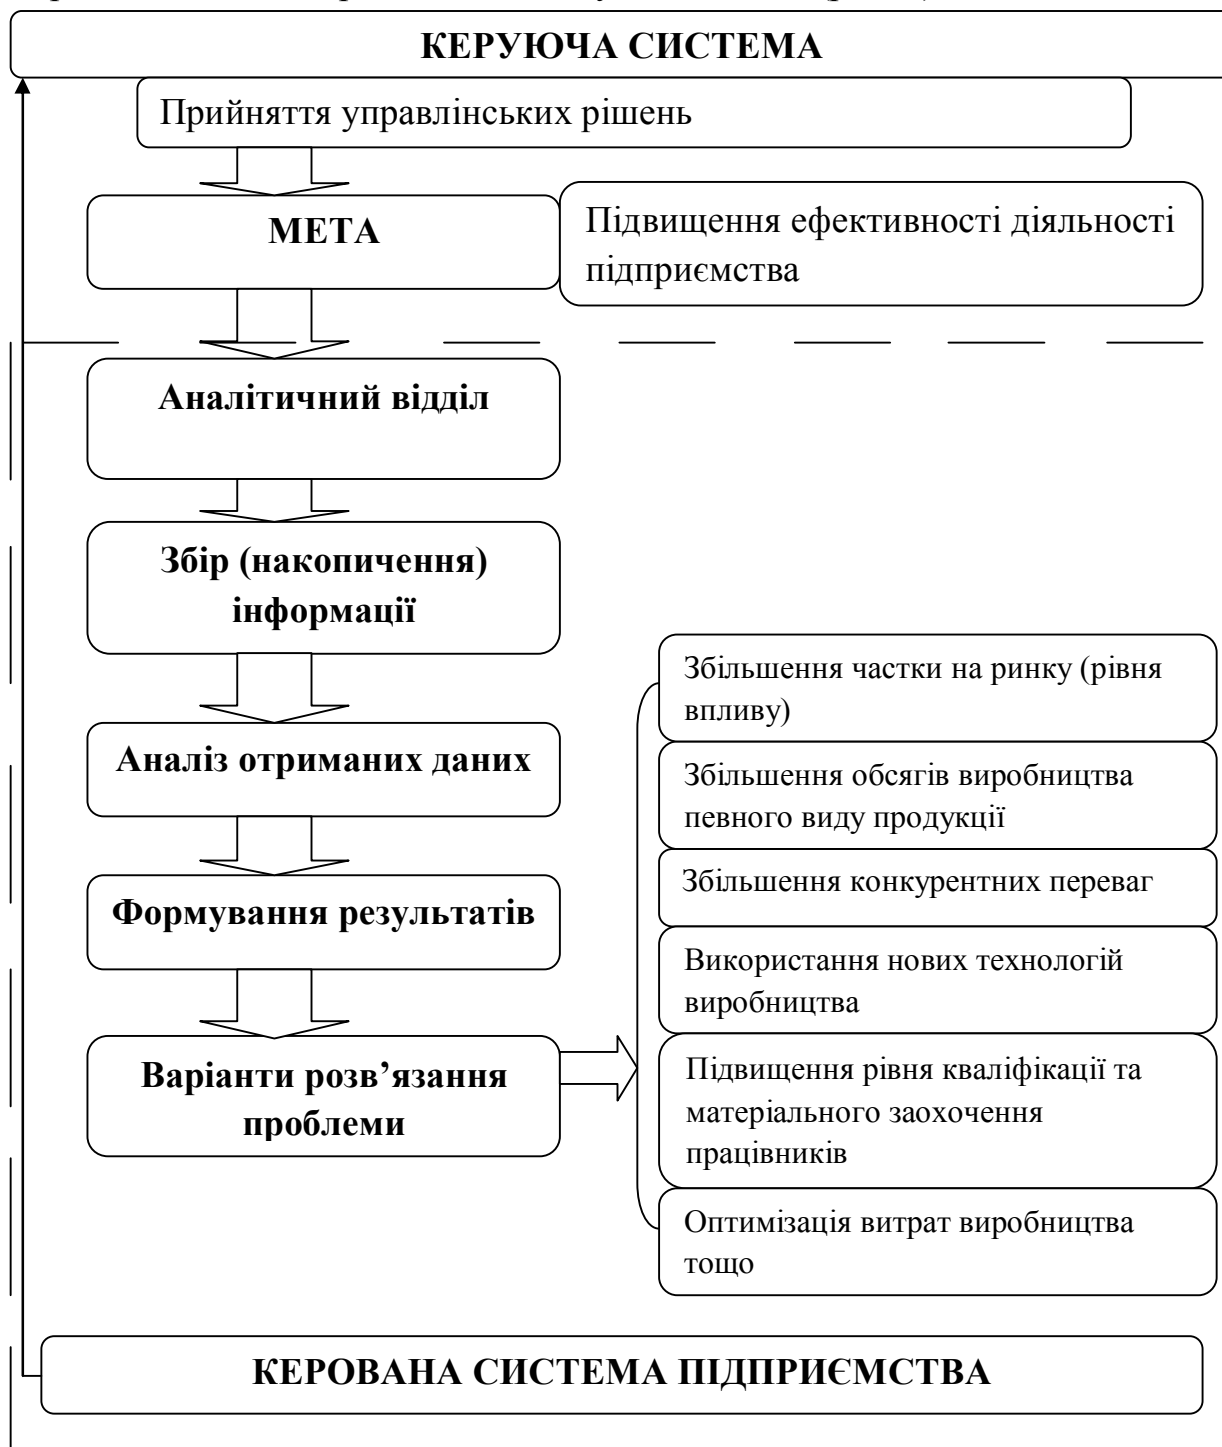 КЕРУЮЧА СИСТЕМА
Прийняття управлінських рішень
МЕТА
Підвищення ефективності діяльності
підприємства
Аналітичний відділ
Збір (накопичення)
інформації
Аналіз отриманих даних
Формування результатів
Варіанти розв’язання
проблеми
Збільшення частки на ринку (рівня
впливу)
Збільшення обсягів виробництва
певного виду продукції
Збільшення конкурентних переваг
Використання нових технологій
виробництва
Підвищення рівня кваліфікації та
матеріального заохочення
працівників
Оптимізація витрат виробництва
тощо
КЕРОВАНА СИСТЕМА ПІДПРИЄМСТВА